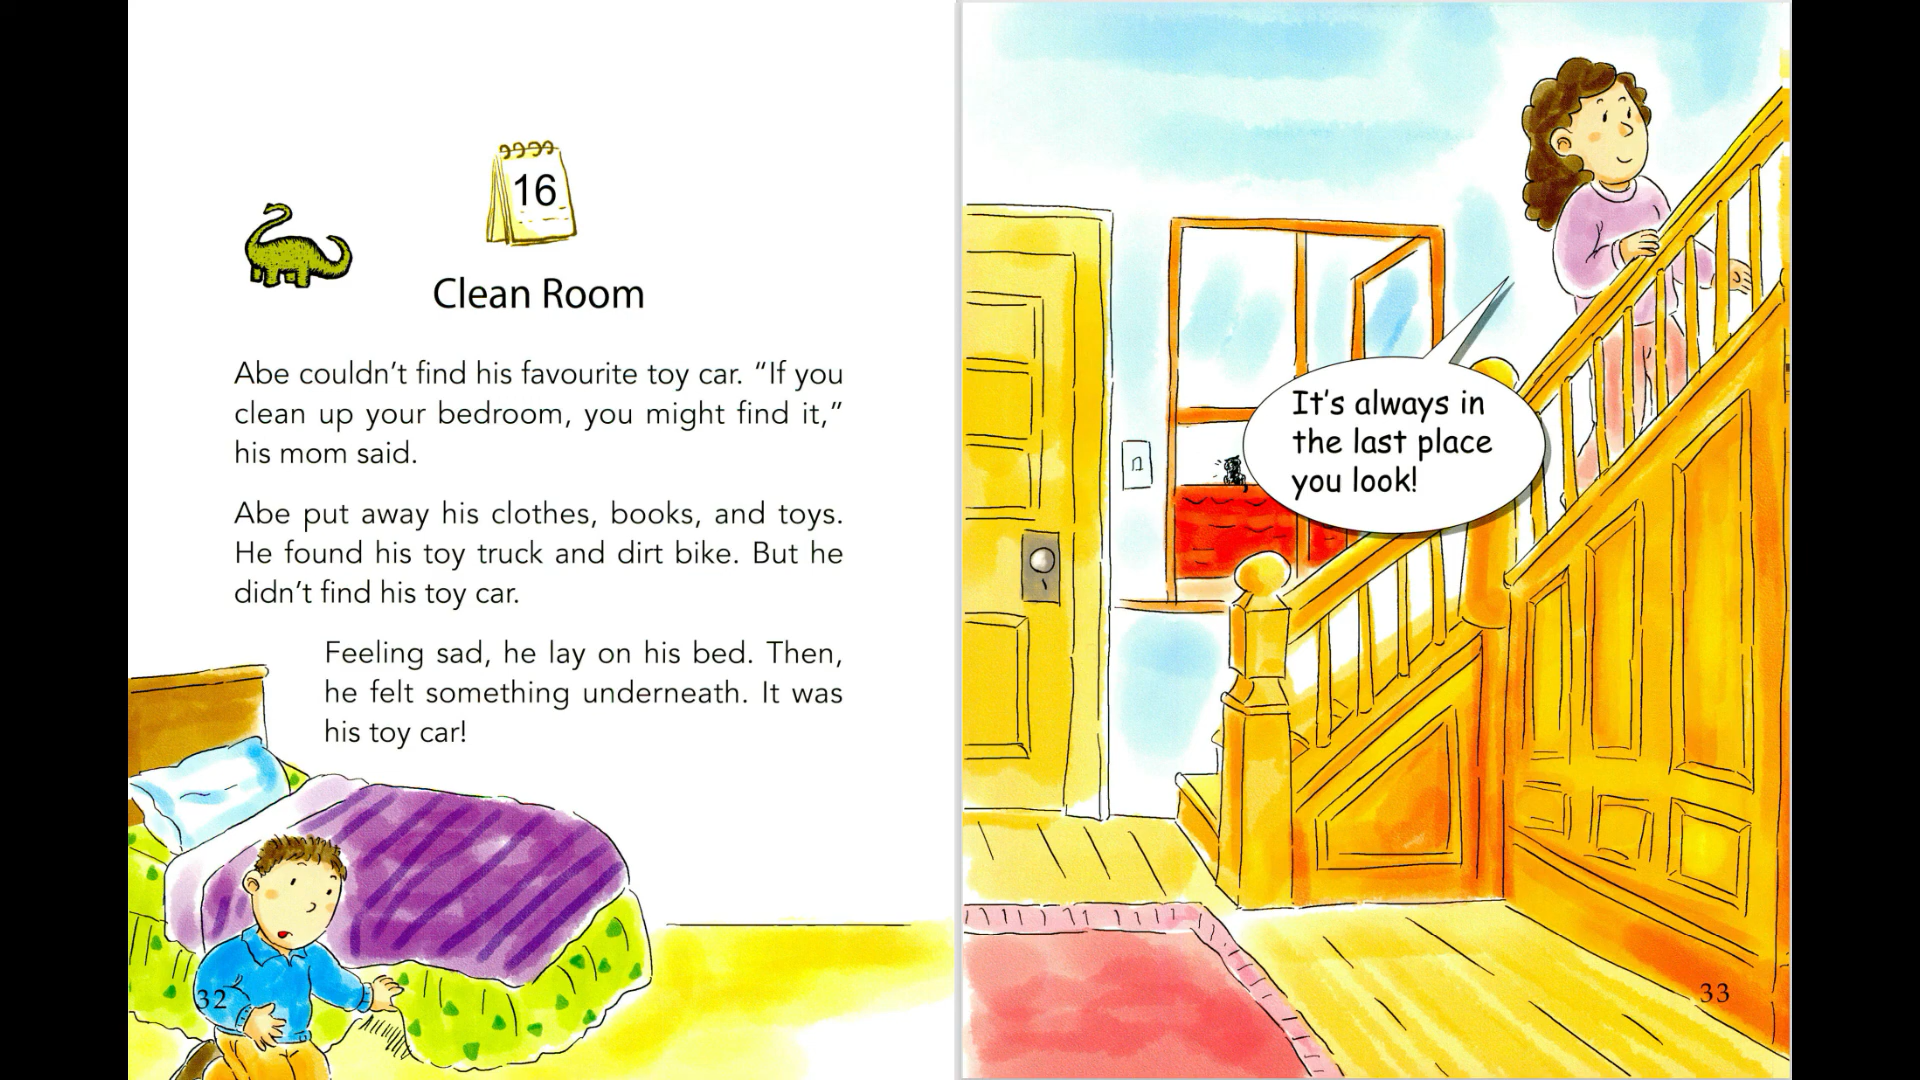 16
Clean Room
Abe couldn’t find his favourite toy car. “If you
clean up your bedroom, you might find it,”
his mom said.
Abe put away his clothes, books, and toys.
He found his toy truck and dirt bike. But he
didn’t find his toy car.
Feeling sad, he lay on his bed. Then,
he felt something underneath. It was
his toy car!
32
It’s always in
the last place
you look!
33